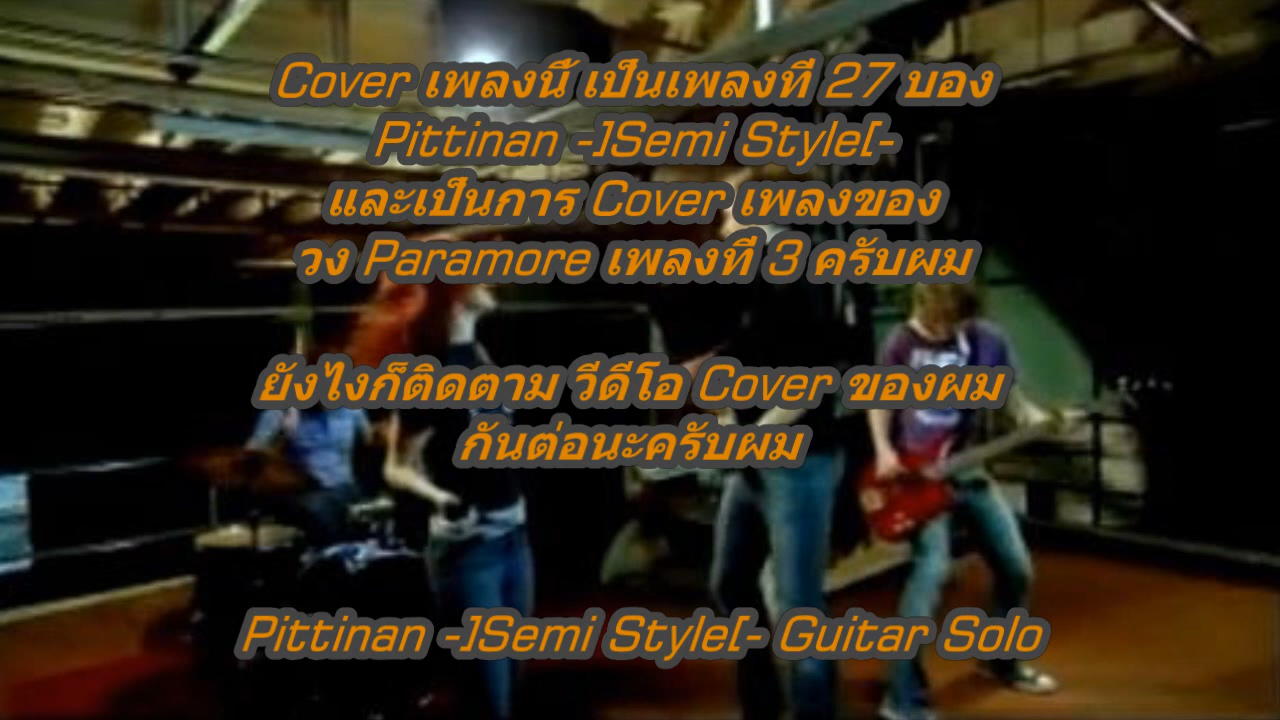 Cover เพลงนี้ เป็นเพลงที่ 27 บอง
Pittinan -]Semi Style[-
และเป็นการ Cover เพลงของ
วง Paramore เพลงที่ 3 ครับผม
ยังไงก็ติดตาม วีดีโอ Cover ของผม
กันต่อนะครับผม
Pittinan -]Semi Style[- Guitar Solo